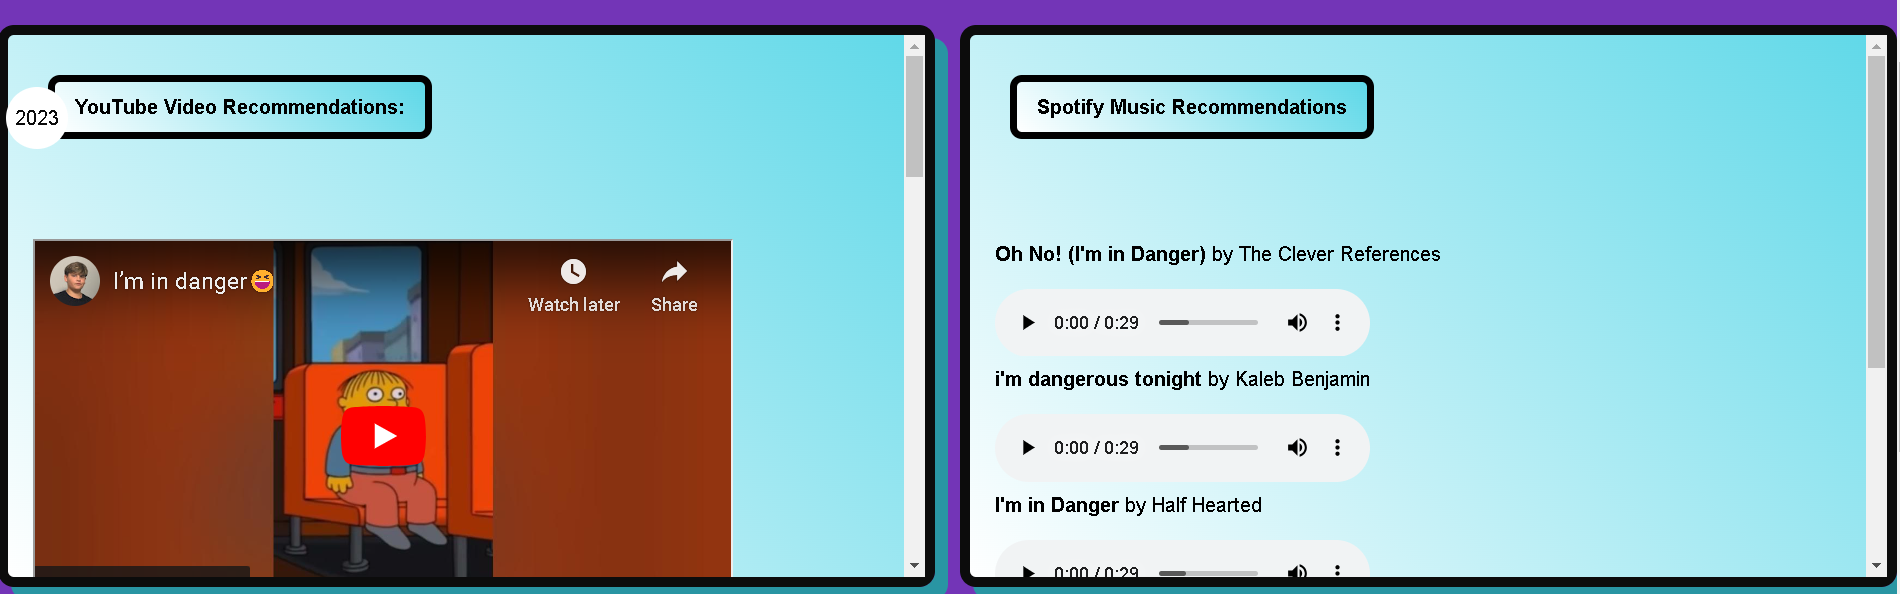 YouTube Video Recommendations:
2023
I’m in danger😆
Watch later
Share
Spotify Music Recommendations
Oh No! (I'm in Danger) by The Clever References
0:00 / 0:29
i'm dangerous tonight by Kaleb Benjamin
0:00 / 0:29
I'm in Danger by Half Hearted
0:00 / 0:29